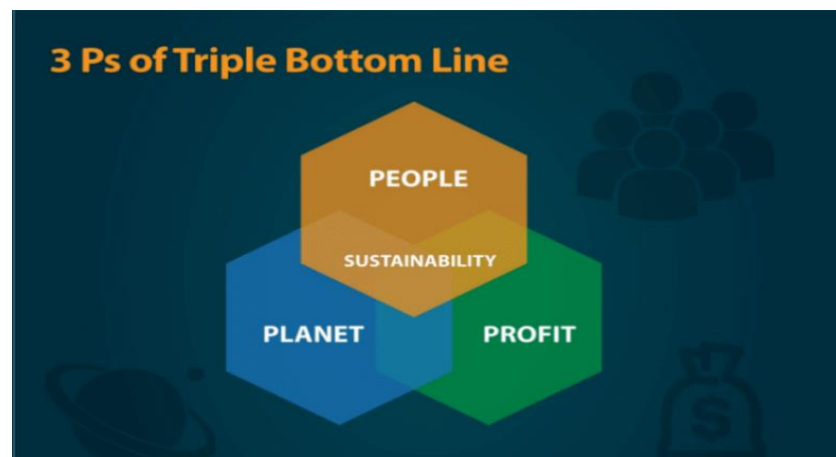 3 Ps of Triple Bottom Line
PEOPLE
SUSTAINABILITY
PLANET
PROFIT
$